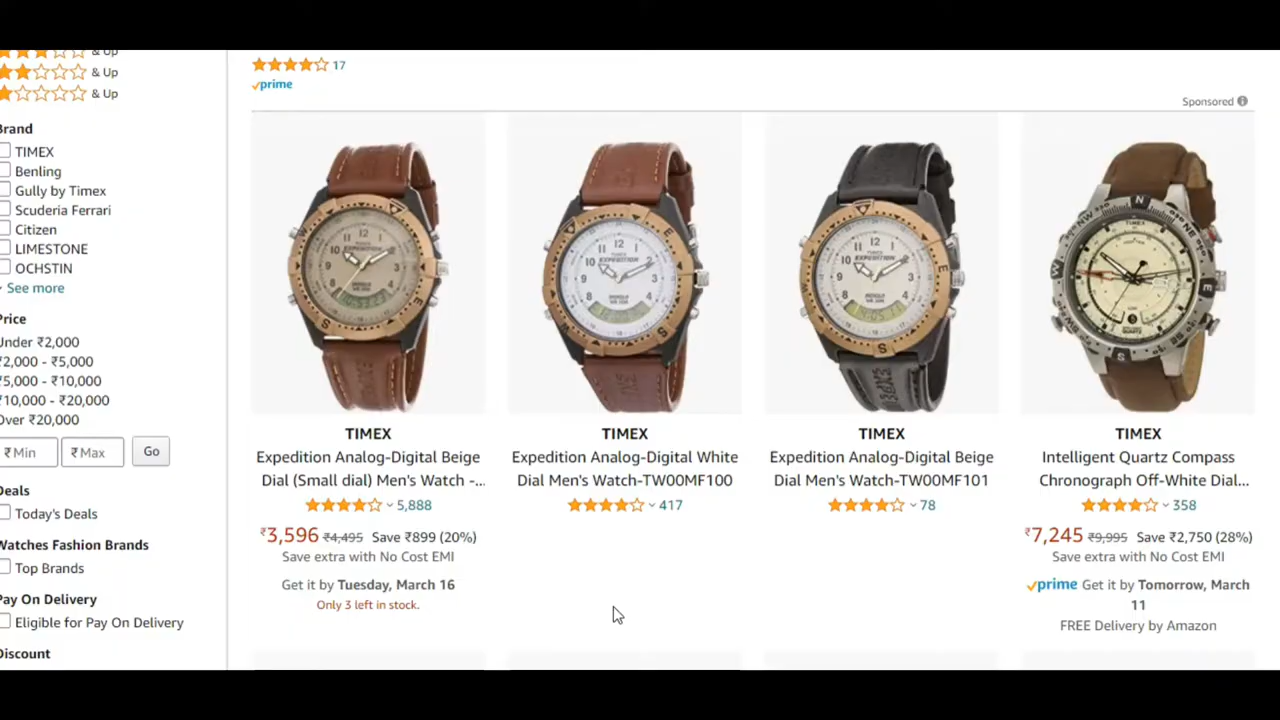 & Up
& Up
& Up
Brand
TIMEX
Benling
Gully by Timex
Scuderia Ferrari
Citizen
LIMESTONE
OCHSTIN
See more
Price
Under ₹2,000
₹2,000 - ₹5,000
₹5,000 - ₹10,000
₹10,000 - ₹20,000
Over ₹20,000
₹ Min ₹ Max Go
Deals
Today's Deals
Watches Fashion Brands
Top Brands
Pay On Delivery
Eligible for Pay On Delivery
Discount
17
prime
Sponsored
TIMEX
Expedition Analog-Digital Beige
Dial (Small dial) Men's Watch -...
5,888
₹3,596 ₹4,495 Save ₹899 (20%)
Save extra with No Cost EMI
Get it by Tuesday, March 16
Only 3 left in stock.
TIMEX
Expedition Analog-Digital White
Dial Men's Watch-TW00MF100
417
TIMEX
Expedition Analog-Digital Beige
Dial Men's Watch-TW00MF101
78
TIMEX
Intelligent Quartz Compass
Chronograph Off-White Dial...
358
₹7,245 ₹9,995 Save ₹2,750 (28%)
Save extra with No Cost EMI
prime Get it by Tomorrow, March
11
FREE Delivery by Amazon